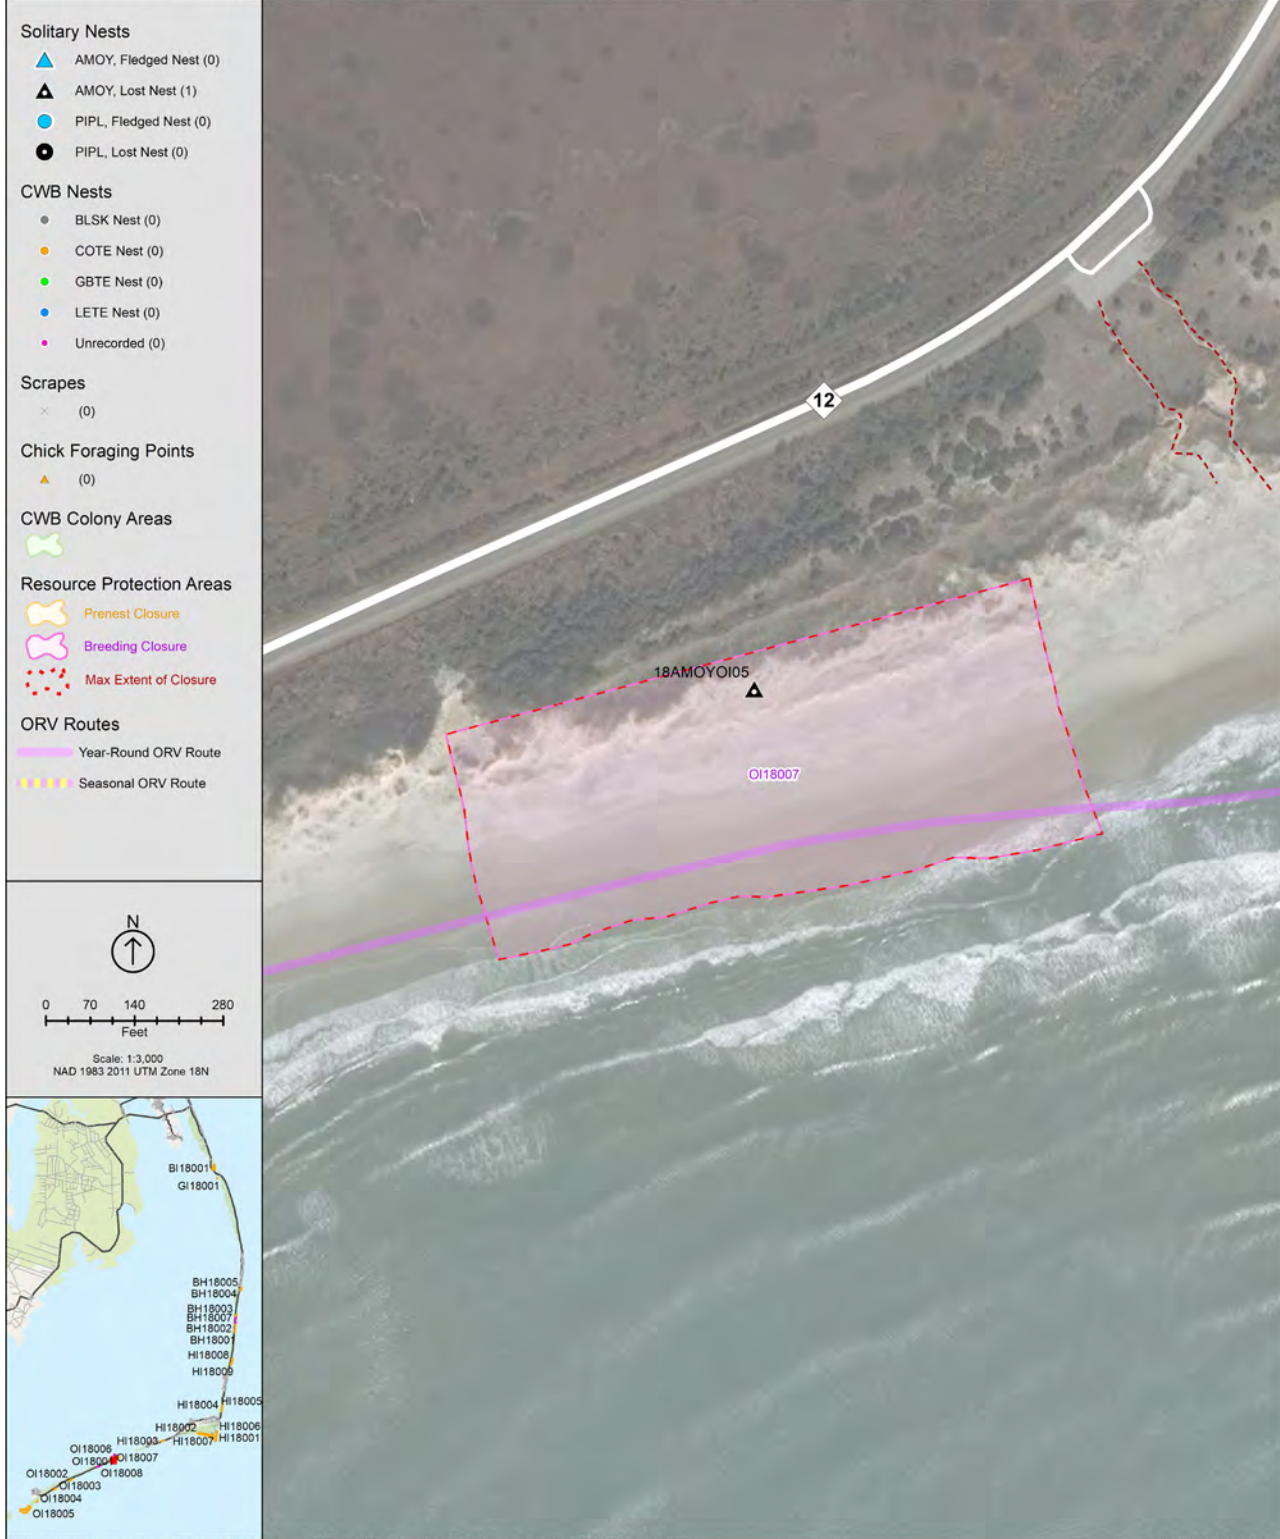 Solitary Nests
AMOY, Fledged Nest (0)
AMOY, Lost Nest (1)
PIPL, Fledged Nest (0)
PIPL, Lost Nest (0)
CWB Nests
BLSK Nest (0)
COTE Nest (0)
GBTE Nest (0)
LETE Nest (0)
Unrecorded (0)
Scrapes
(0)
Chick Foraging Points
(0)
CWB Colony Areas
Resource Protection Areas
Prenest Closure
Breeding Closure
Max Extent of Closure
ORV Routes
Year-Round ORV Route
Seasonal ORV Route
N
0 70 140 280
Feet
Scale: 1:3,000
NAD 1983 2011 UTM Zone 18N
BI18001
GI18001
BH18005
BH18004
BH18003
BH18007
BH18002
BH18001
HI18008
HI18009
HI18004 HI18005
HI18002 HI18006
HI18003 HI18007 HI18001
OI18006
OI18001 OI18007
OI18002 OI18008
OI18003
OI18004
OI18005
12
18AMOYOI05
OI18007